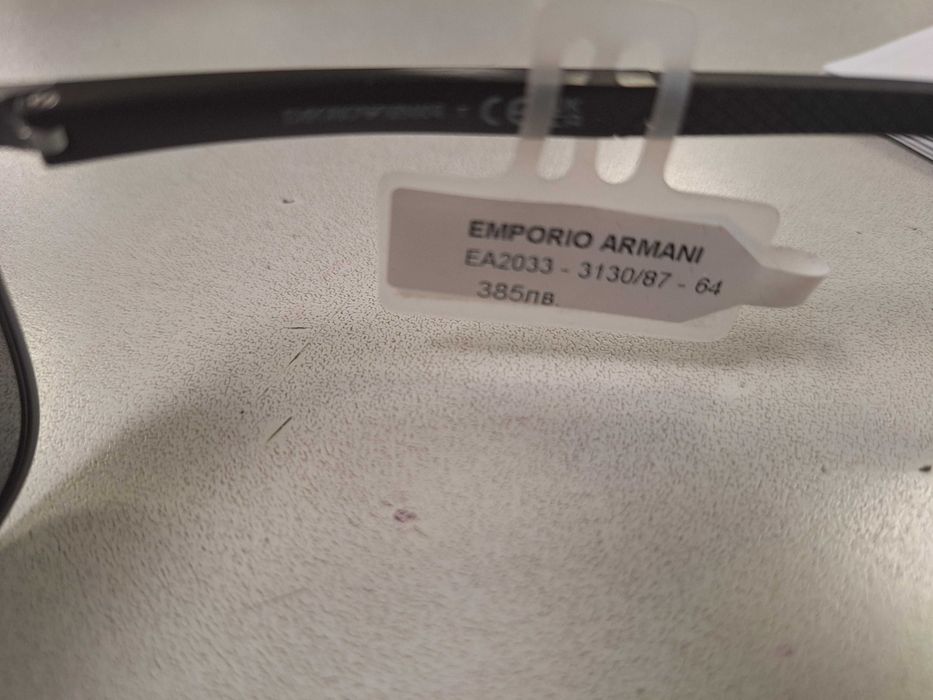 EMPORIO ARMANI
EA2033 - 3130/87 - 64
385лв.